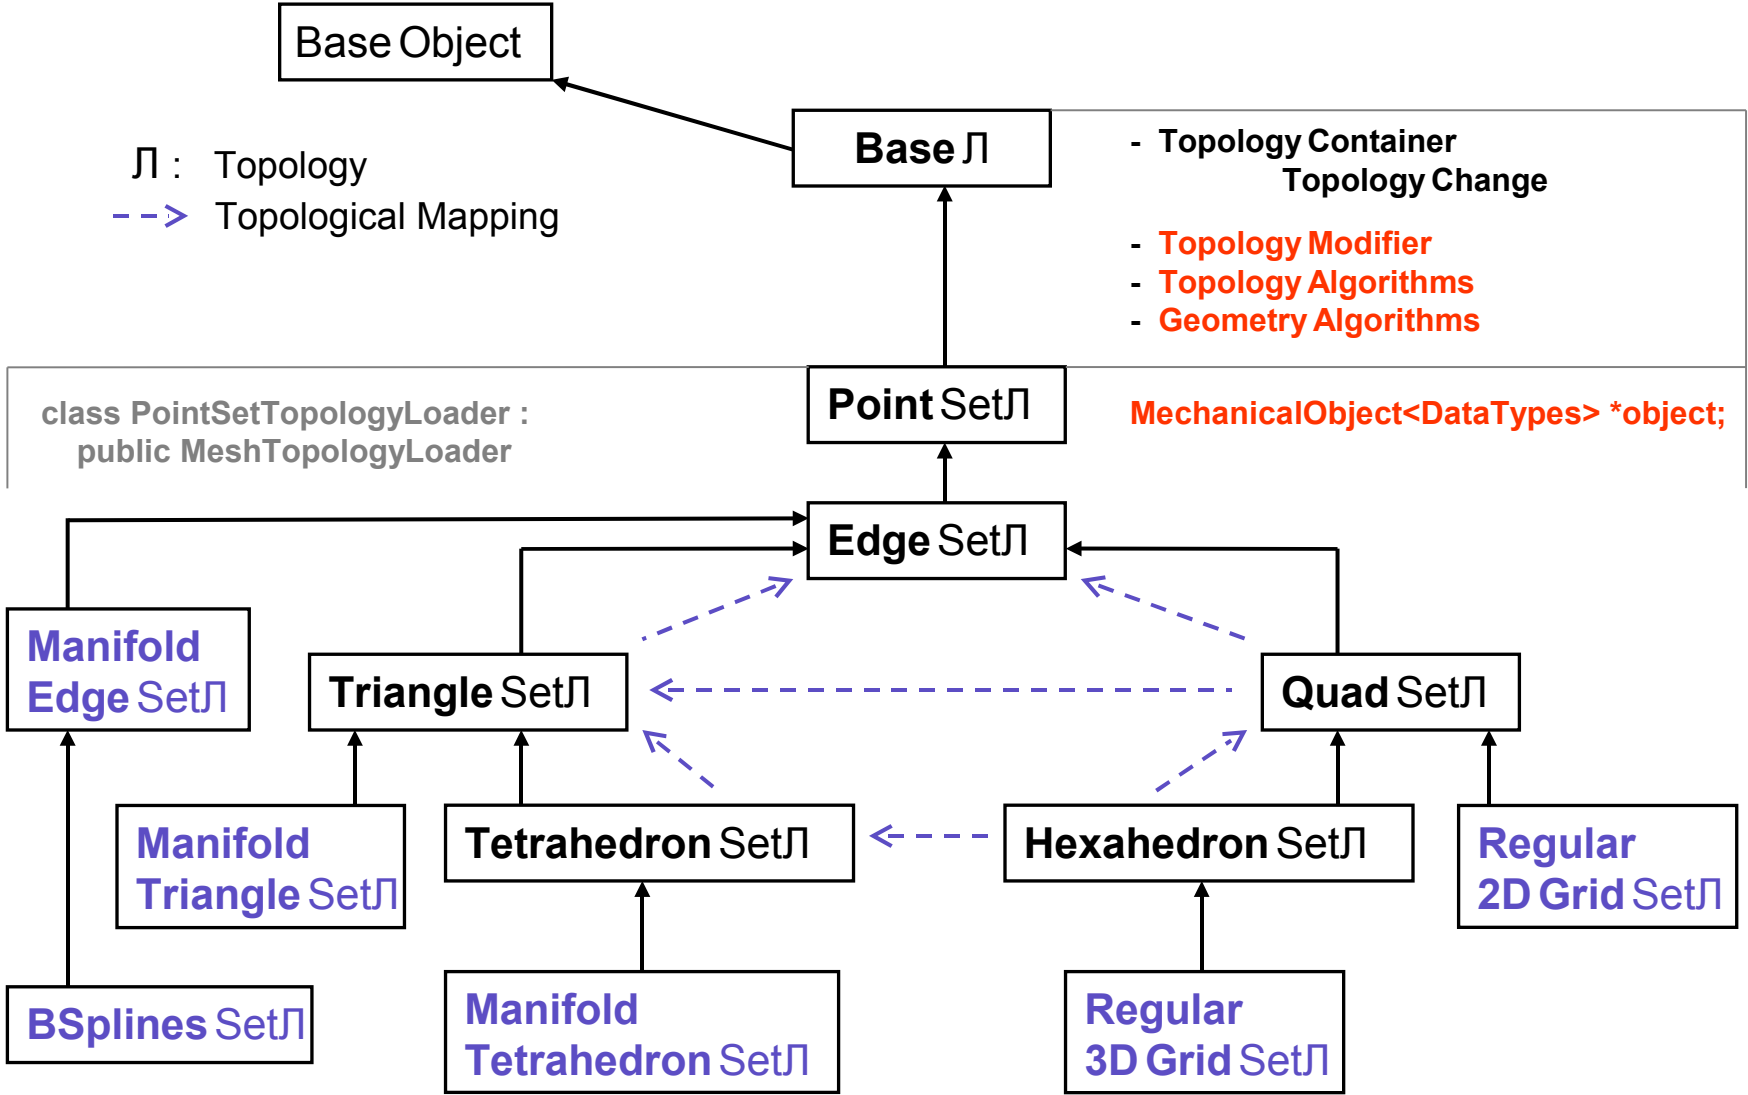 Base Object
Base Л
Л : Topology
Topological Mapping
- Topology Container
Topology Change
- Topology Modifier
- Topology Algorithms
- Geometry Algorithms
class PointSetTopologyLoader :
public MeshTopologyLoader
Point SetЛ
MechanicalObject<DataTypes> *object;
Edge SetЛ
Manifold
Edge SetЛ
Triangle SetЛ
Quad SetЛ
Manifold
Triangle SetЛ
Tetrahedron SetЛ
Hexahedron SetЛ
Regular
2D Grid SetЛ
BSplines SetЛ
Manifold
Tetrahedron SetЛ
Regular
3D Grid SetЛ